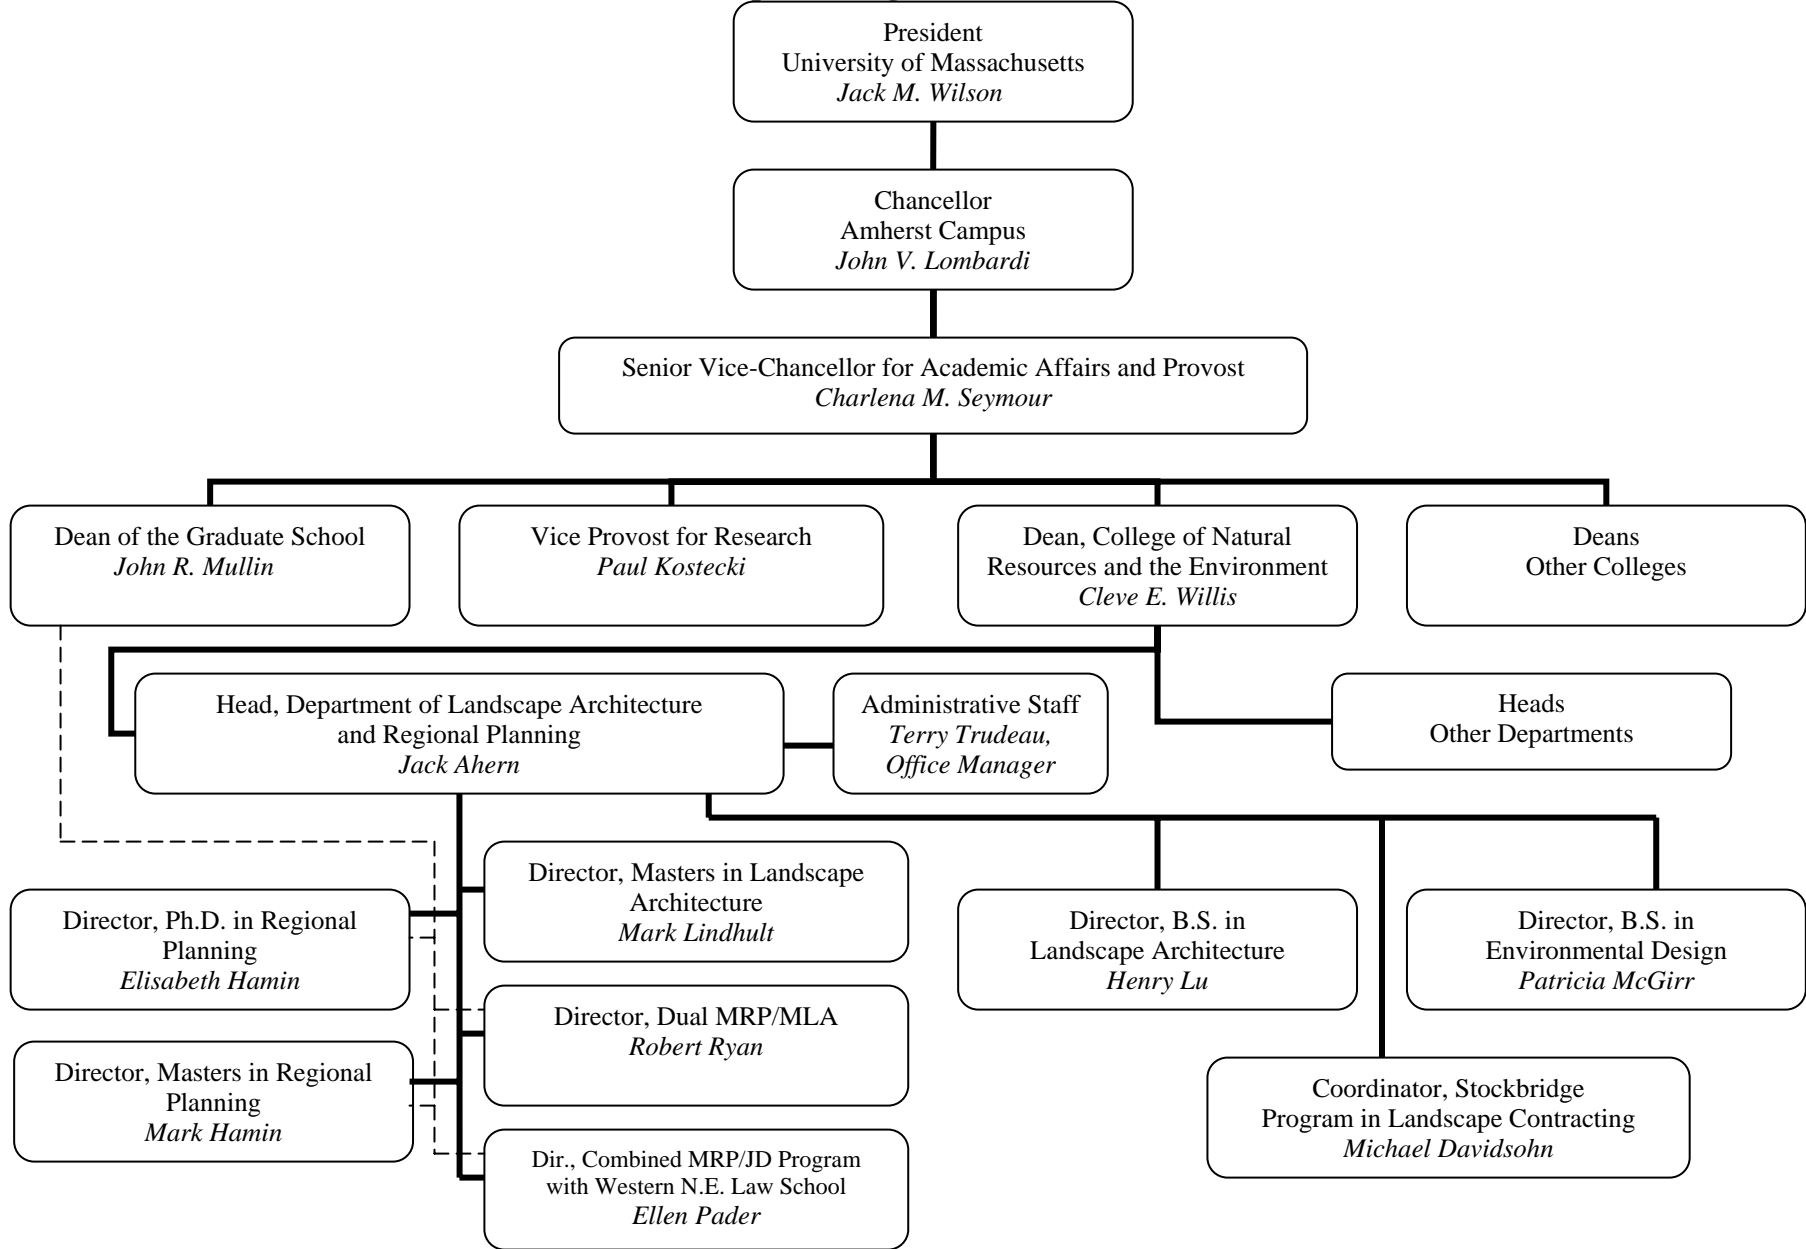 President
University of Massachusetts
Jack M. Wilson
Chancellor
Amherst Campus
John V. Lombardi
Senior Vice-Chancellor for Academic Affairs and Provost
Charlena M. Seymour
Dean of the Graduate School
John R. Mullin
Vice Provost for Research
Paul Kostecki
Dean, College of Natural
Resources and the Environment
Cleve E. Willis
Deans
Other Colleges
Head, Department of Landscape Architecture
and Regional Planning
Jack Ahern
Administrative Staff
Terry Trudeau,
Office Manager
Heads
Other Departments
Director, Masters in Landscape
Architecture
Mark Lindhult
Director, Ph.D. in Regional
Planning
Elisabeth Hamin
Director, B.S. in
Landscape Architecture
Henry Lu
Director, B.S. in
Environmental Design
Patricia McGirr
Director, Dual MRP/MLA
Robert Ryan
Director, Masters in Regional
Planning
Mark Hamin
Coordinator, Stockbridge
Program in Landscape Contracting
Michael Davidsohn
Dir., Combined MRP/JD Program
with Western N.E. Law School
Ellen Pader